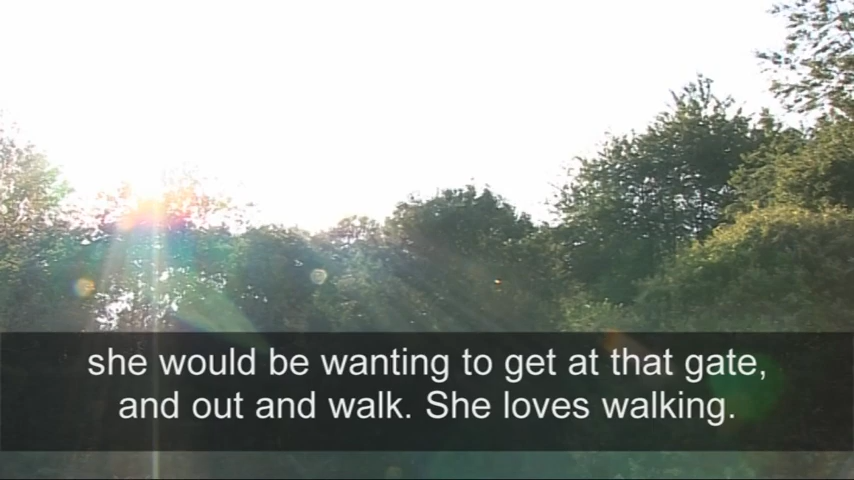 she would be wanting to get at that gate,
and out and walk. She loves walking.